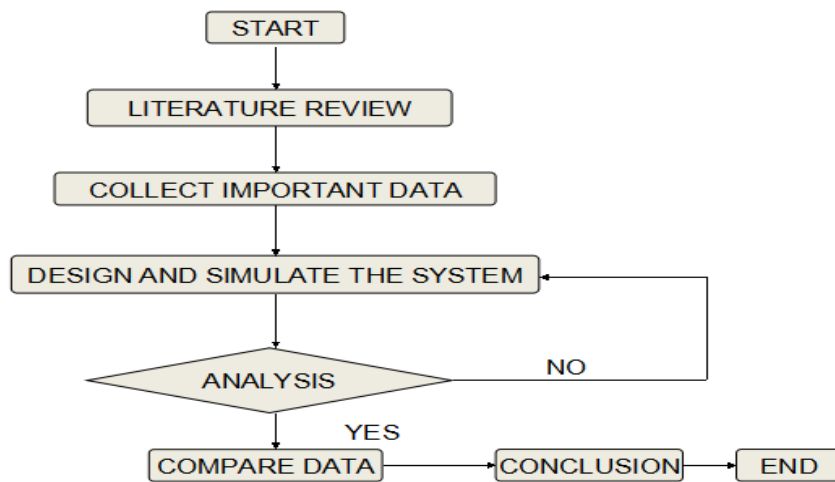 START
LITERATURE REVIEW
COLLECT IMPORTANT DATA
DESIGN AND SIMULATE THE SYSTEM
ANALYSIS
NO
YES
COMPARE DATA
CONCLUSION
END